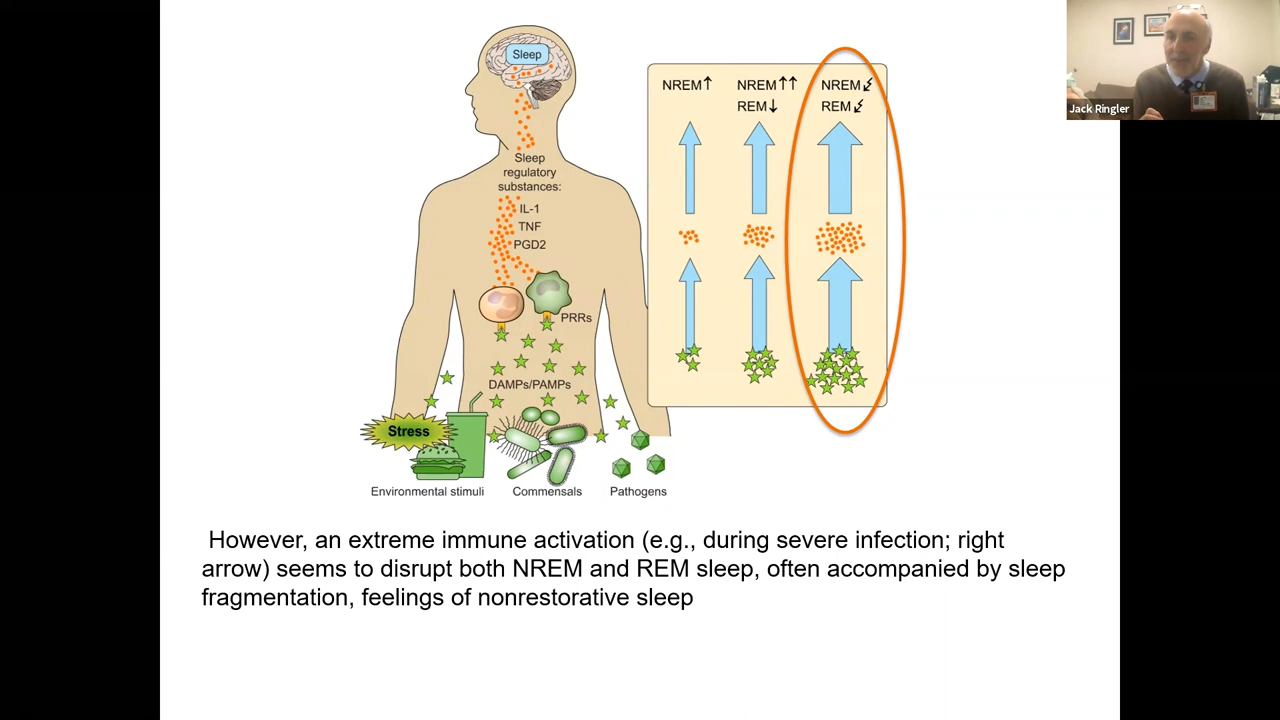 Sleep
Sleep
regulatory
substances:
IL-1
TNF
PGD2
PRRs
DAMPs/PAMPs
Stress
Environmental stimuli
Commensals
Pathogens
NREM↑
NREM↑↑
REM↓
NREM
REM
Jack Ringler
However, an extreme immune activation (e.g., during severe infection; right
arrow) seems to disrupt both NREM and REM sleep, often accompanied by sleep
fragmentation, feelings of nonrestorative sleep